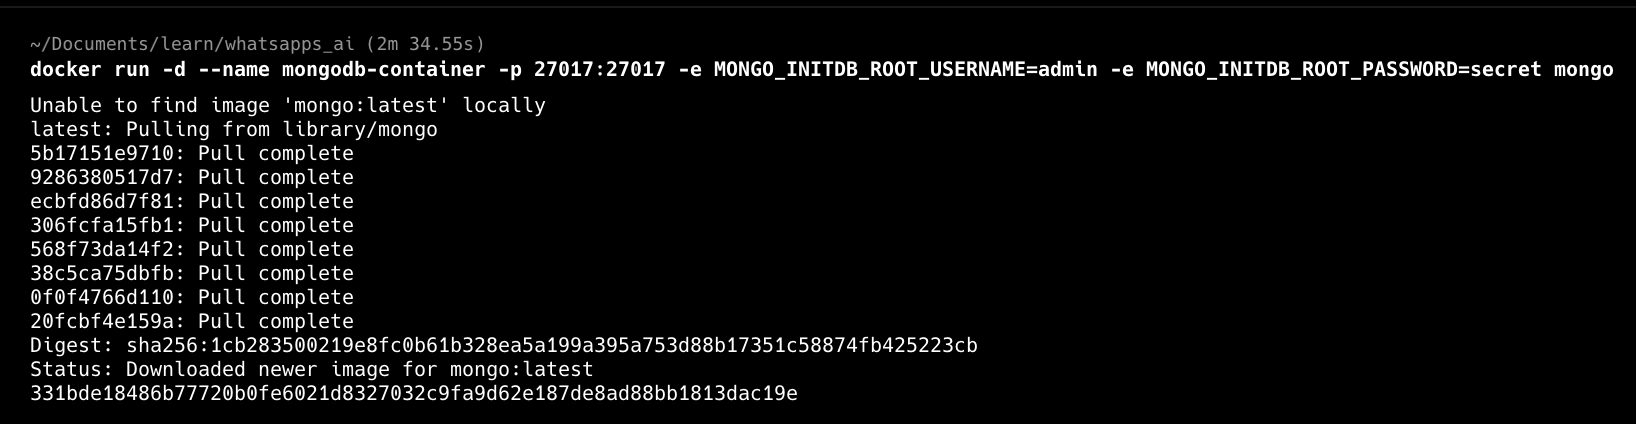 ~/Documents/learn/whatsapps_ai (2m 34.55s)
docker run -d --name mongodb-container -p 27017:27017 -e MONGO_INITDB_ROOT_USERNAME=admin -e MONGO_INITDB_ROOT_PASSWORD=secret mongo
Unable to find image 'mongo:latest' locally
latest: Pulling from library/mongo
5b17151e9710: Pull complete
9286380517d7: Pull complete
ecbfd86d7f81: Pull complete
306fcfa15fb1: Pull complete
568f73da14f2: Pull complete
38c5ca75dbfb: Pull complete
0f0f4766d110: Pull complete
20fcbf4e159a: Pull complete
Digest: sha256:1cb283500219e8fc0b61b328ea5a199a395a753d88b17351c58874fb425223cb
Status: Downloaded newer image for mongo:latest
331bde18486b77720b0fe6021d8327032c9fa9d62e187de8ad88bb1813dac19e